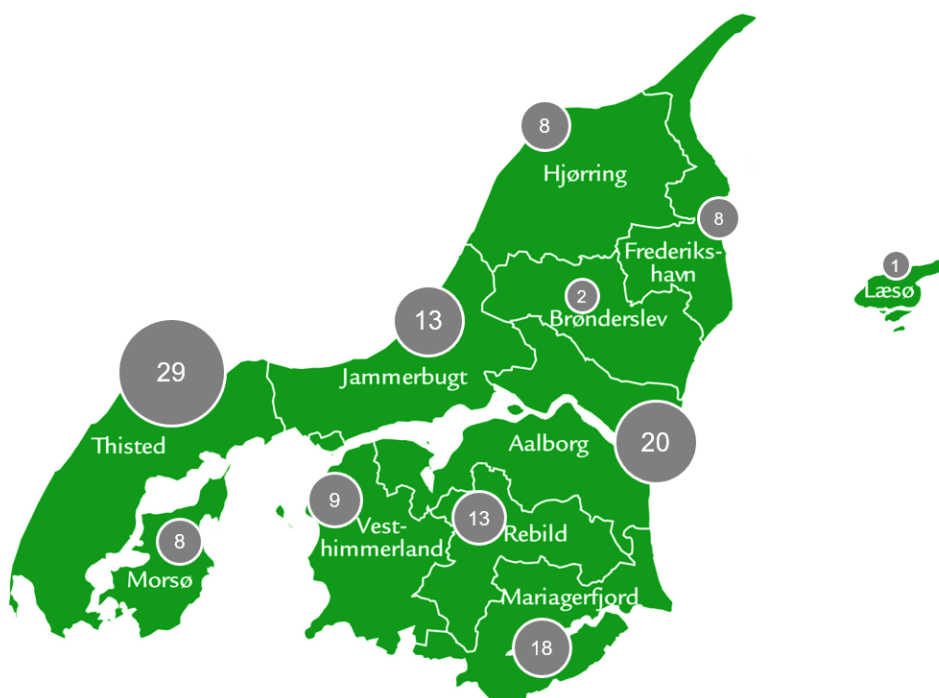 8
Hjørring
8
Frederiks-
havn
1
Læsø
2
Brønderslev
13
Jammerbugt
29
Thisted
20
Aalborg
9
Vest-
himmerland
13
Rebild
8
Morsø
Mariagerfjord
18